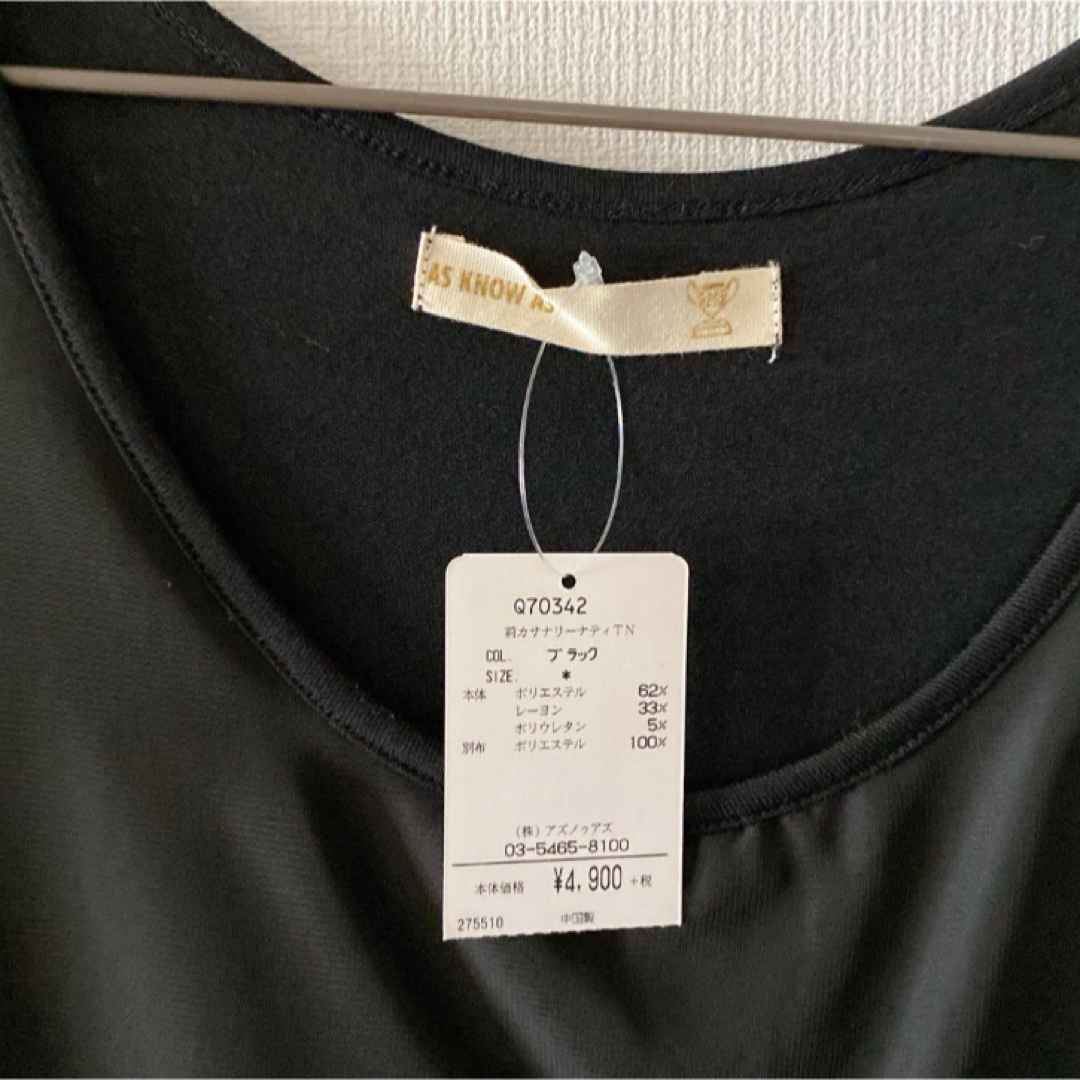 AS KNOW AS
Q70342
前カサナリーナティTN
COL. ブラック
SIZE. *
本体 ポリエステル 62%
レーヨン 33%
ポリウレタン 5%
別布 ポリエステル 100%
(株)アズノゥアズ
03-5465-8100
本体価格 ¥4,900 +税
275510 中国製